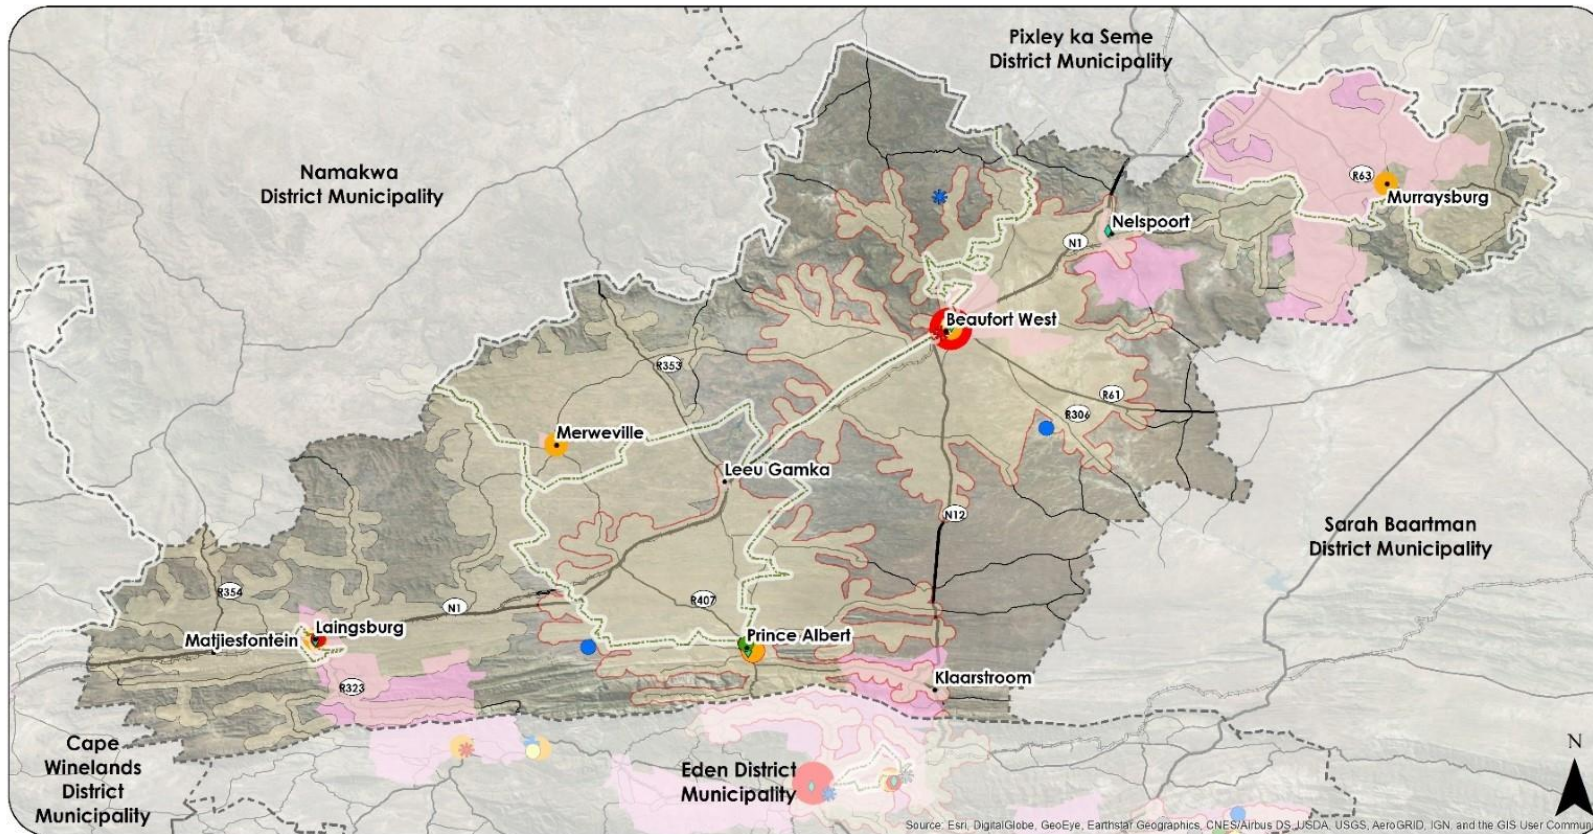 Pixley ka Seme
District Municipality
Namakwa
District Municipality
R63
Murraysburg
Nelspoort
N1
Beaufort West
R353
R61
R306
Merweville
Leeu Gamka
N12
Sarah Baartman
District Municipality
R354
N1
R407
Laingsburg
Matjiesfontein
Prince Albert
Klaarstroom
R323
Cape
Winelands
District
Municipality
Eden District
Municipality
N
Source: Esri, DigitalGlobe, GeoEye, Earthstar Geographics, CNES/Airbus DS, USDA, USGS, AeroGRID, IGN, and the GIS User Commun